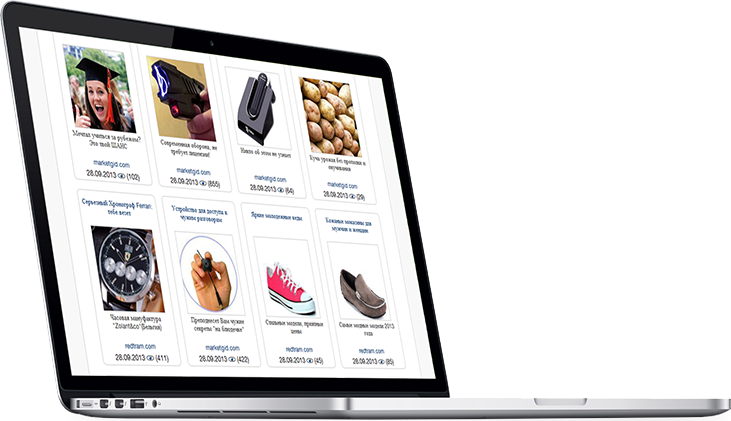 Мечтал учиться за рубежом?
Это твой ШАНС
marketgid.com
28.09.2013 (102)
Современная оборона, не
требует лицензии!
marketgid.com
28.09.2013 (855)
Никто об этом не узнает
marketgid.com
28.09.2013 (64)
Куча урожая без прополки и
окучивания
marketgid.com
28.09.2013 (29)
Серьезный Хронограф Ferrari:
тебе везет
Часовая мануфактура
"Zolant&co"(Бельгия)
redtram.com
28.09.2013 (411)
Устройство для доступа к
чужим разговорам
Преподнесет Вам чужие
секреты "на блюдечке"
marketgid.com
28.09.2013 (422)
Яркие молодежные кеды
Стильные модели, приятные
цены
redtram.com
28.09.2013 (45)
Кожаные мокасины для
мужчин и женщин
Самые модные модели 2013
года
redtram.com
28.09.2013 (85)